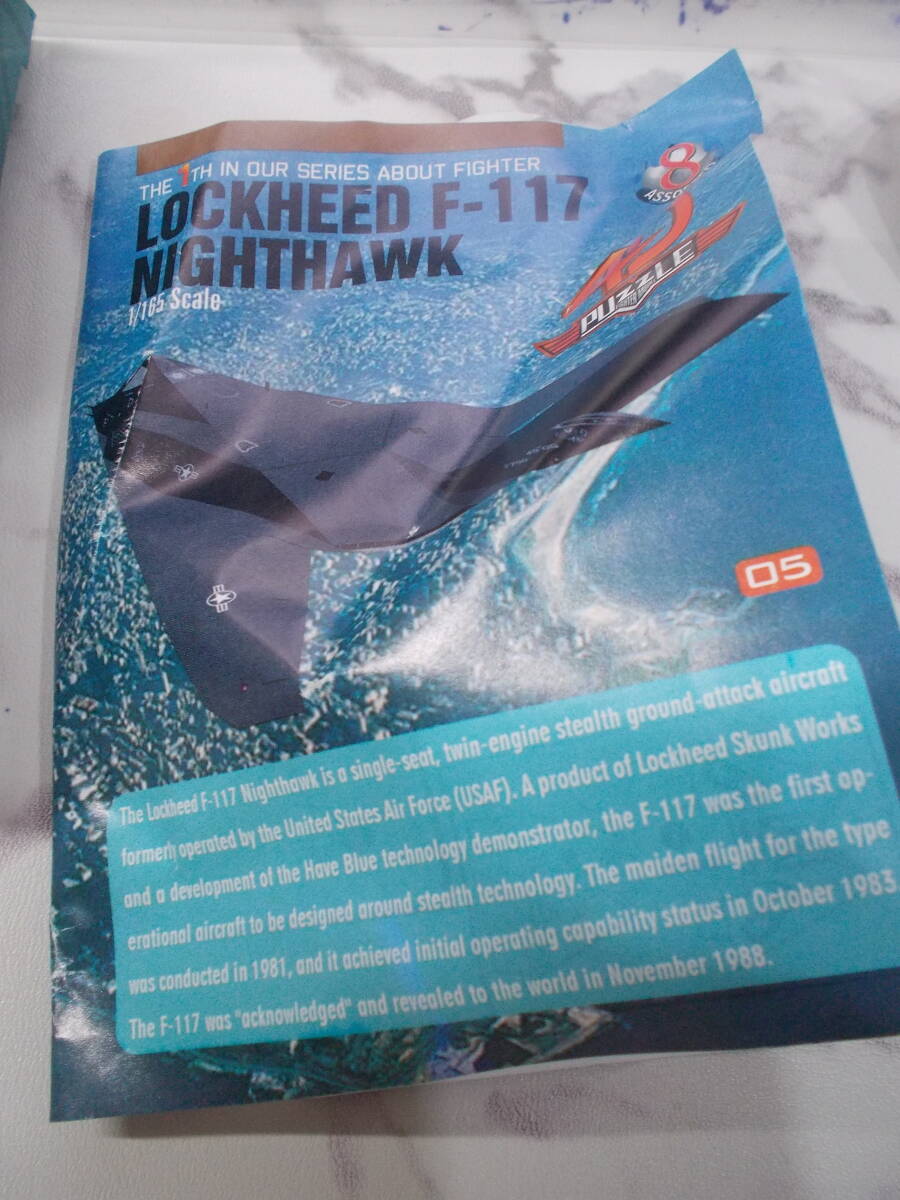 THE 1TH IN OUR SERIES ABOUT FIGHTER
LOCKHEED F-117
NIGHTHAWK
1/165 Scale
8
4D
PUZZLE
05
The Lockheed F-117 Nighthawk is a single-seat, twin-engine stealth ground-attack aircraft
formerly operated by the United States Air Force (USAF). A product of Lockheed Skunk Works
and a development of the Have Blue technology demonstrator, the F-117 was the first op-
erational aircraft to be designed around stealth technology. The maiden flight for the type
was conducted in 1981, and it achieved initial operating capability status in October 1983.
The F-117 was "acknowledged" and revealed to the world in November 1988.